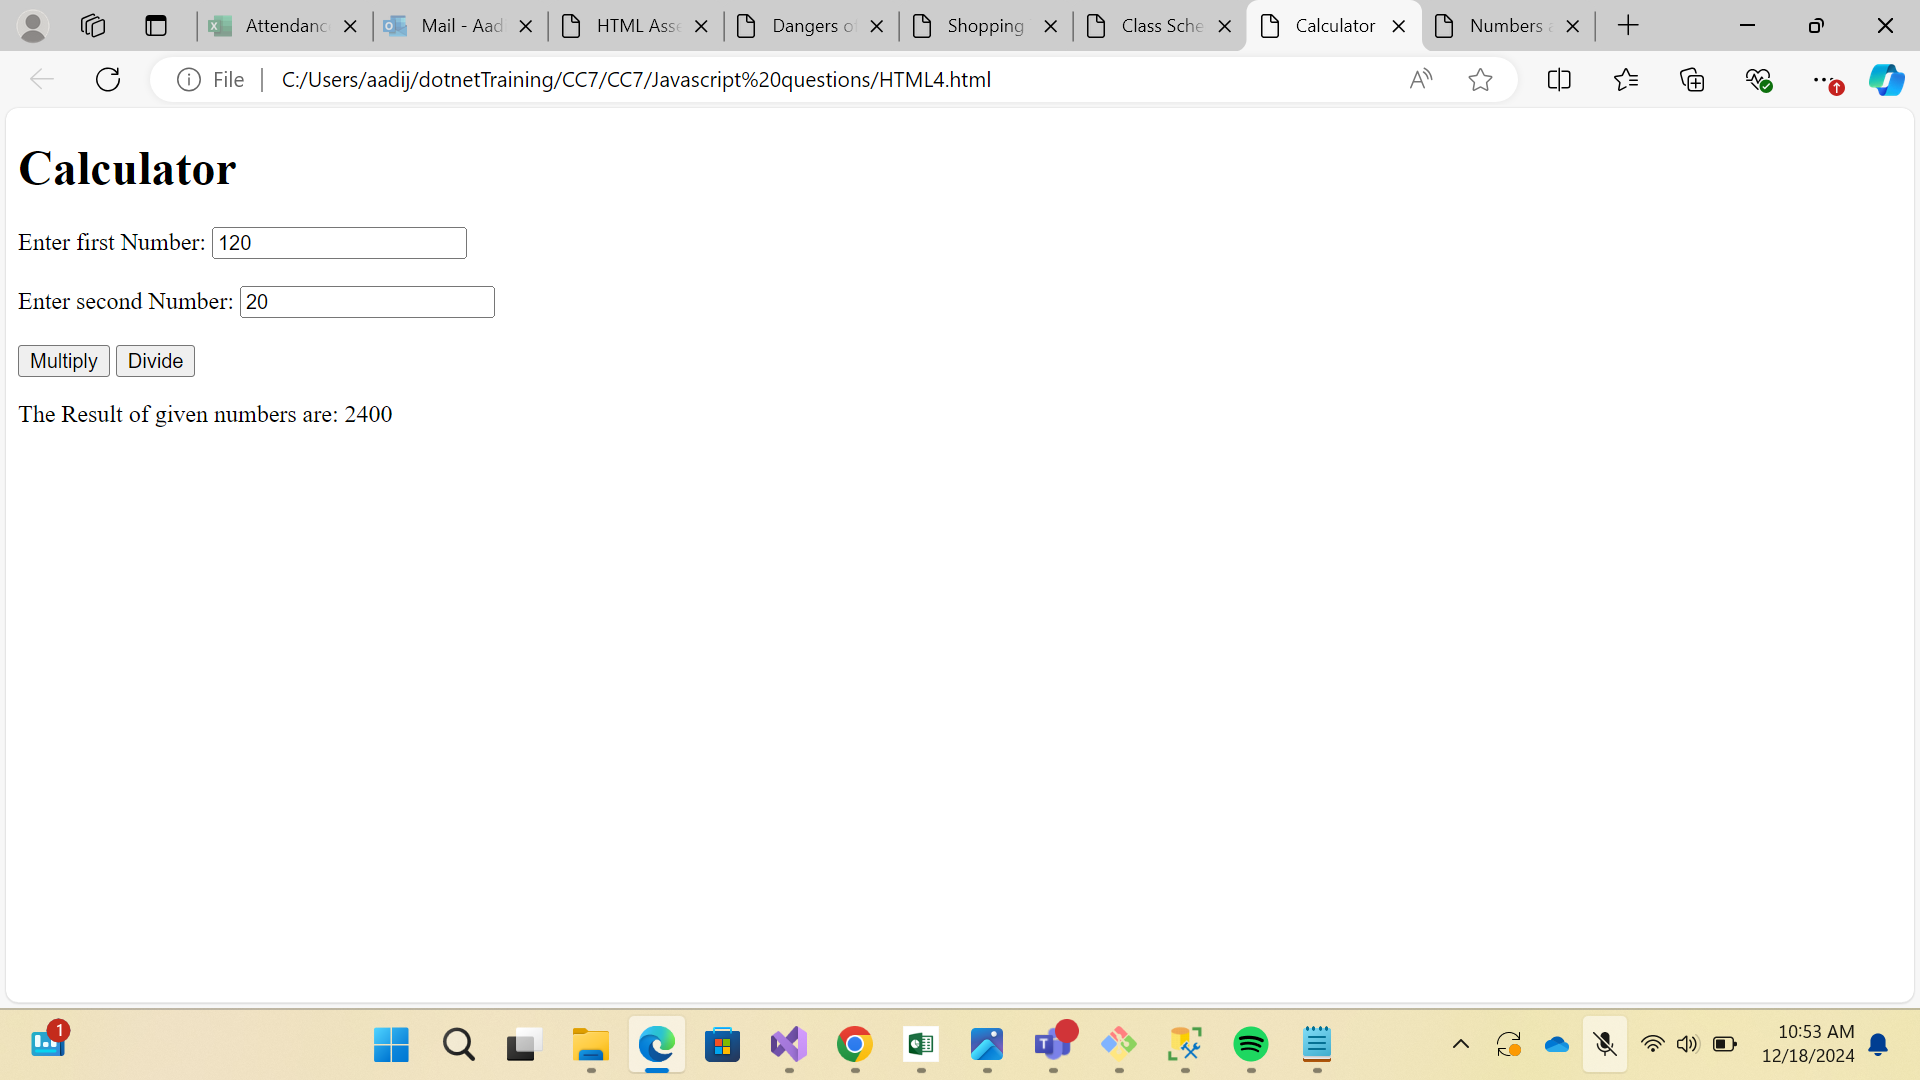 Attendanc
Mail - Aad
HTML Asse
Dangers of
Shopping
Class Sche
Calculator
Numbers a
File
C:/Users/aadij/dotnetTraining/CC7/CC7/Javascript%20questions/HTML4.html
Calculator
Enter first Number: 120
Enter second Number: 20
Multiply Divide
The Result of given numbers are: 2400
1
10:53 AM
12/18/2024